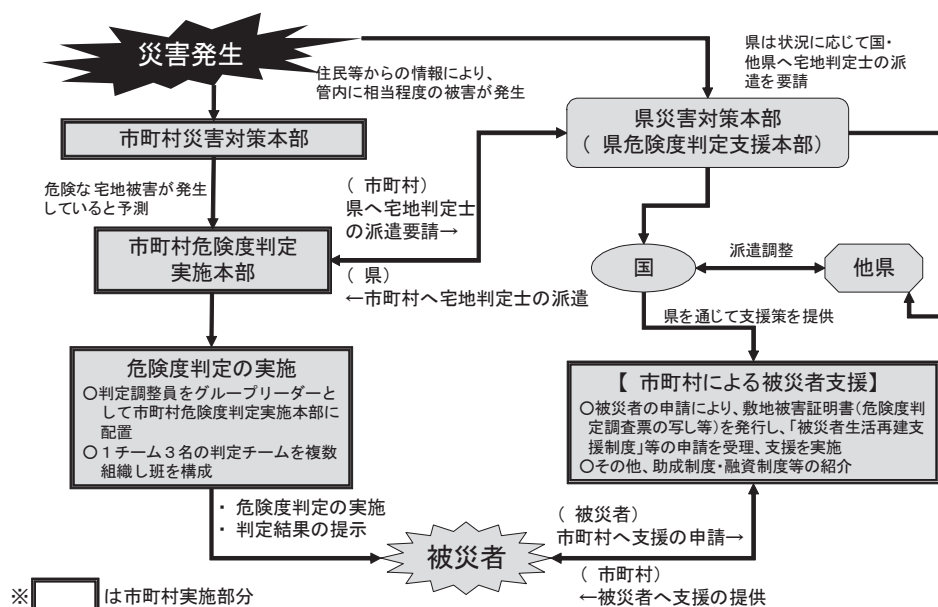 災害発生
県は状況に応じて国・
他県へ宅地判定士の派
遣を要請
住民等からの情報により、
管内に相当程度の被害が発生
市町村災害対策本部
県災害対策本部
( 県危険度判定支援本部)
危険な宅地被害が発生
していると予測
( 市町村)
県へ宅地判定士
の派遣要請→
市町村危険度判定
実施本部
( 県)
←市町村へ宅地判定士の派遣
国
派遣調整
他県
県を通じて支援策を提供
危険度判定の実施
○判定調整員をグループリーダーと
して市町村危険度判定実施本部に
配置
○1チーム3名の判定チームを複数
組織し班を構成
【 市町村による被災者支援】
○被災者の申請により、敷地被害証明書(危険度判
定調査票の写し等)を発行し、「被災者生活再建支
援制度」等の申請を受理、支援を実施
○その他、助成制度・融資制度等の紹介
・ 危険度判定の実施
・ 判定結果の提示
( 被災者)
市町村へ支援の申請→
被災者
( 市町村)
←被災者へ支援の提供
※ は市町村実施部分